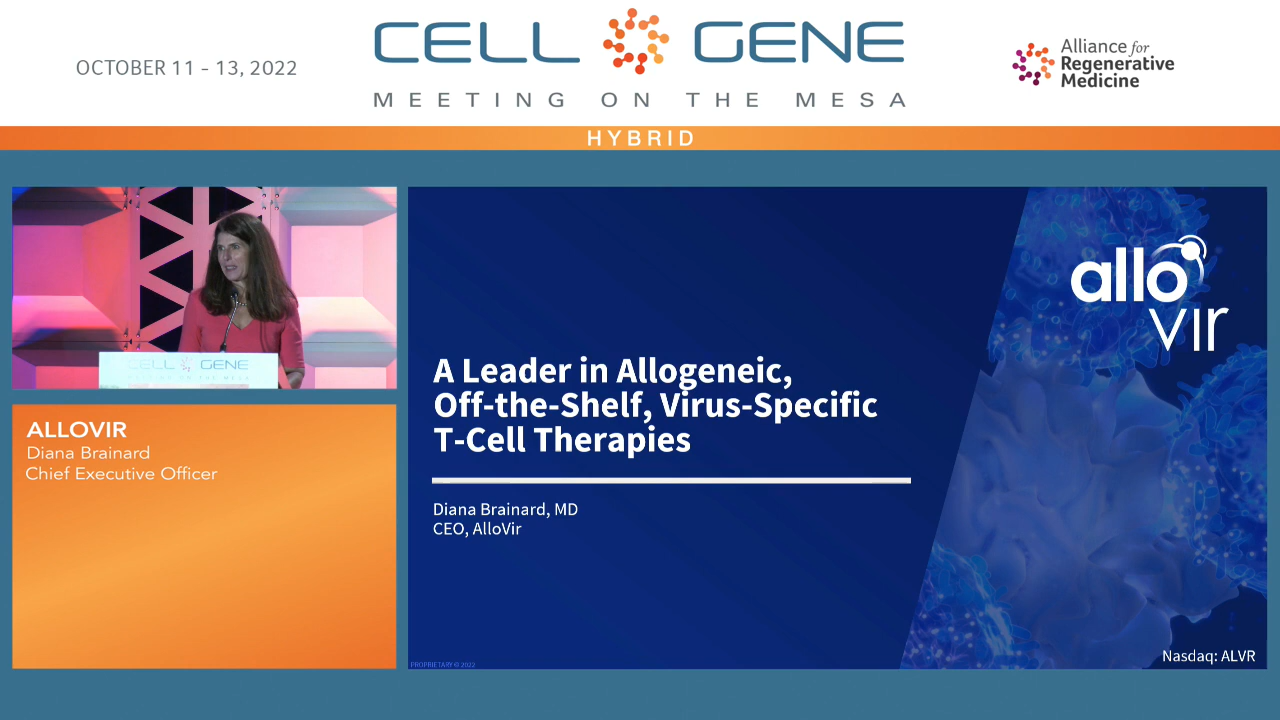 OCTOBER 11 - 13, 2022
CELL GENE
MEETING ON THE MESA
Alliance for
Regenerative
Medicine
HYBRID
CELL GENE
ALLOVIR
Diana Brainard
Chief Executive Officer
allo
vir
A Leader in Allogeneic,
Off-the-Shelf, Virus-Specific
T-Cell Therapies
Diana Brainard, MD
CEO, AlloVir
PROPRIETARY © 2022
Nasdaq: ALVR